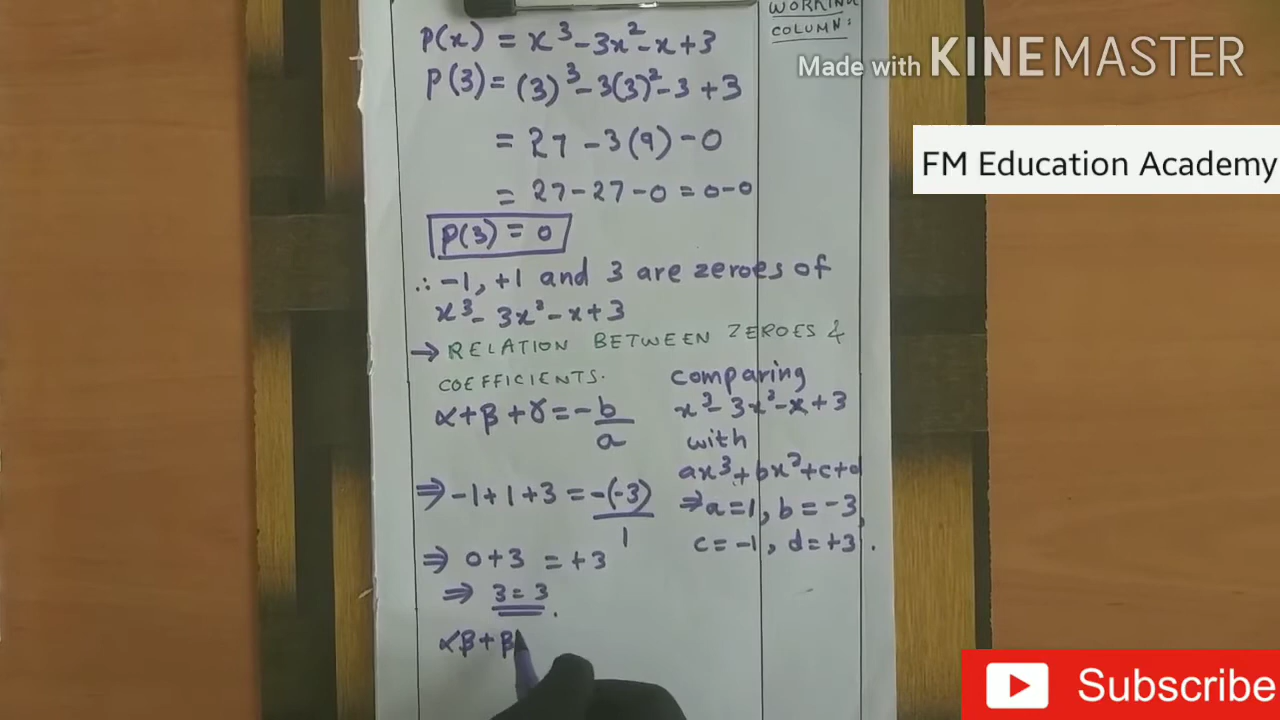 WORKING
COLUMN:
P(x) = x³-3x²-x+3
P(3) = (3)³-3(3)²-3+3
= 27-3(9)-0
= 27-27-0=0-0
P(3) = 0
∴ -1, +1 and 3 are zeroes of
x³-3x²-x+3
→ RELATION BETWEEN ZEROES &
COEFFICIENTS.
α+β+γ=-b/a
⇒ -1+1+3 = -(-3)/1
⇒ 0+3 = +3
⇒ 3=3.
αβ+β
comparing
x³-3x²-x+3
with
ax³+bx²+c+d
⇒a=1, b=-3,
c=-1, d=+3.
Made with KINEMASTER
FM Education Academy
Subscribe